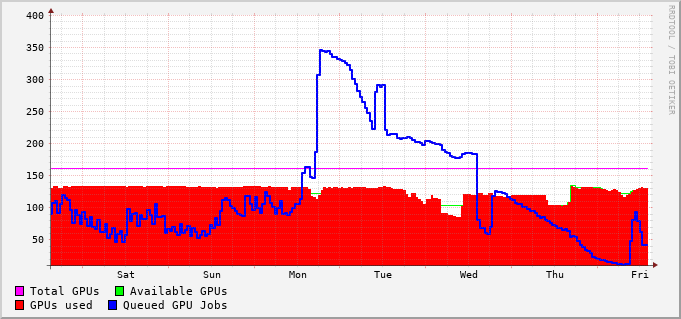 400
350
300
250
200
150
100
50
Sat Sun Mon Tue Wed Thu Fri
Total GPUs Available GPUs
GPUs used Queued GPU Jobs
RRDTOOL / TOBI OETIKER